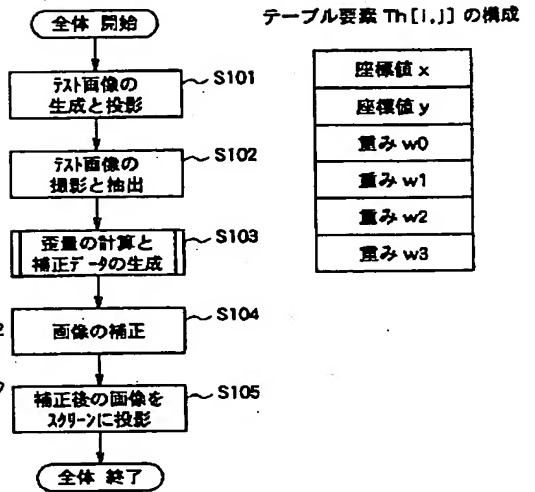 全体 開始
テスト画像の
生成と投影
S101
テスト画像の
撮影と抽出
S102
歪量の計算と
補正データの生成
S103
画像の補正
S104
補正後の画像を
スクリーンに投影
S105
全体 終了
テーブル要素 Th[i,j] の構成
座標値 x
座標値 y
重み w0
重み w1
重み w2
重み w3